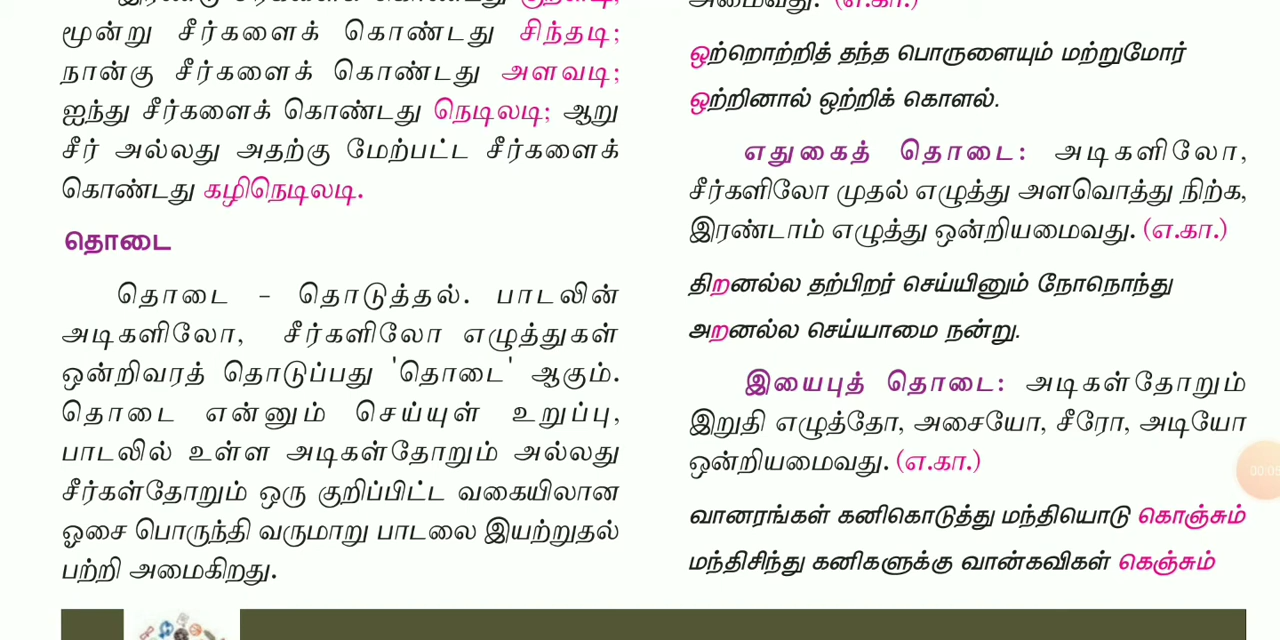 மூன்று சீர்களைக் கொண்டது சிந்தடி;
நான்கு சீர்களைக் கொண்டது அளவடி;
ஐந்து சீர்களைக் கொண்டது நெடிலடி; ஆறு
சீர் அல்லது அதற்கு மேற்பட்ட சீர்களைக்
கொண்டது கழிநெடிலடி.
தொடை
தொடை – தொடுத்தல். பாடலின்
அடிகளிலோ, சீர்களிலோ எழுத்துகள்
ஒன்றிவரத் தொடுப்பது 'தொடை' ஆகும்.
தொடை என்னும் செய்யுள் உறுப்பு,
பாடலில் உள்ள அடிகள்தோறும் அல்லது
சீர்கள்தோறும் ஒரு குறிப்பிட்ட வகையிலான
ஓசை பொருந்தி வருமாறு பாடலை இயற்றுதல்
பற்றி அமைகிறது.
அமைவது. (எ.கா.)
ஒற்றொற்றித் தந்த பொருளையும் மற்றுமோர்
ஒற்றினால் ஒற்றிக் கொளல்.
எதுகைத் தொடை: அடிகளிலோ,
சீர்களிலோ முதல் எழுத்து அளவொத்து நிற்க,
இரண்டாம் எழுத்து ஒன்றியமைவது. (எ.கா.)
திறனல்ல தற்பிறர் செய்யினும் நோநொந்து
அறனல்ல செய்யாமை நன்று.
இயைபுத் தொடை: அடிகள்தோறும்
இறுதி எழுத்தோ, அசையோ, சீரோ, அடியோ
ஒன்றியமைவது. (எ.கா.)
வானரங்கள் கனிகொடுத்து மந்தியொடு கொஞ்சும்
மந்திசிந்து கனிகளுக்கு வான்கவிகள் கெஞ்சும்
00:05